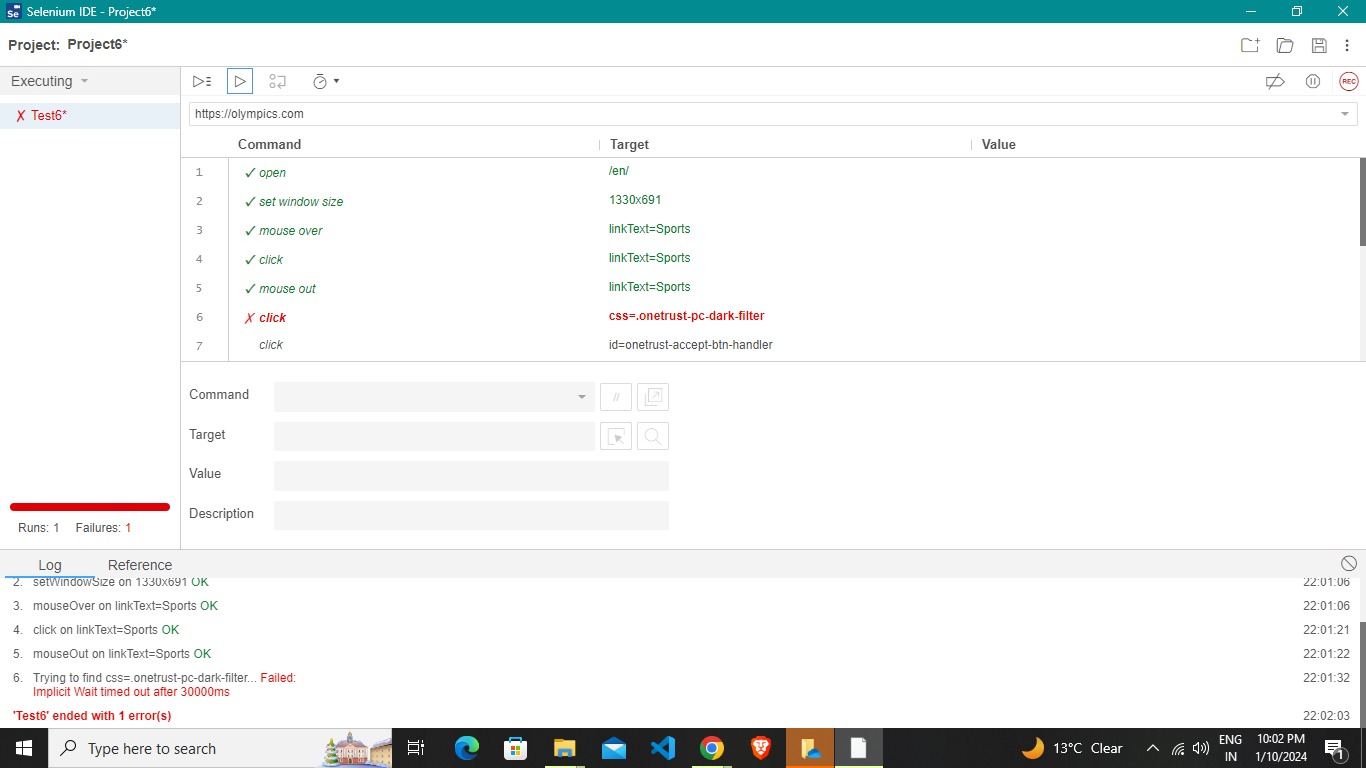 Se Selenium IDE - Project6*
Project: Project6*
Executing
REC
✗ Test6*
https://olympics.com
Command Target Value
1 ✓ open /en/
2 ✓ set window size 1330x691
3 ✓ mouse over linkText=Sports
4 ✓ click linkText=Sports
5 ✓ mouse out linkText=Sports
6 ✗ click css=.onetrust-pc-dark-filter
7 click id=onetrust-accept-btn-handler
Command //
Target
Value
Description
Runs: 1 Failures: 1
Log Reference
2. setWindowSize on 1330x691 OK 22:01:06
3. mouseOver on linkText=Sports OK 22:01:06
4. click on linkText=Sports OK 22:01:21
5. mouseOut on linkText=Sports OK 22:01:22
6. Trying to find css=.onetrust-pc-dark-filter... Failed: 22:01:32
Implicit Wait timed out after 30000ms
'Test6' ended with 1 error(s) 22:02:03
Type here to search
13°C Clear
ENG
IN
10:02 PM
1/10/2024
1